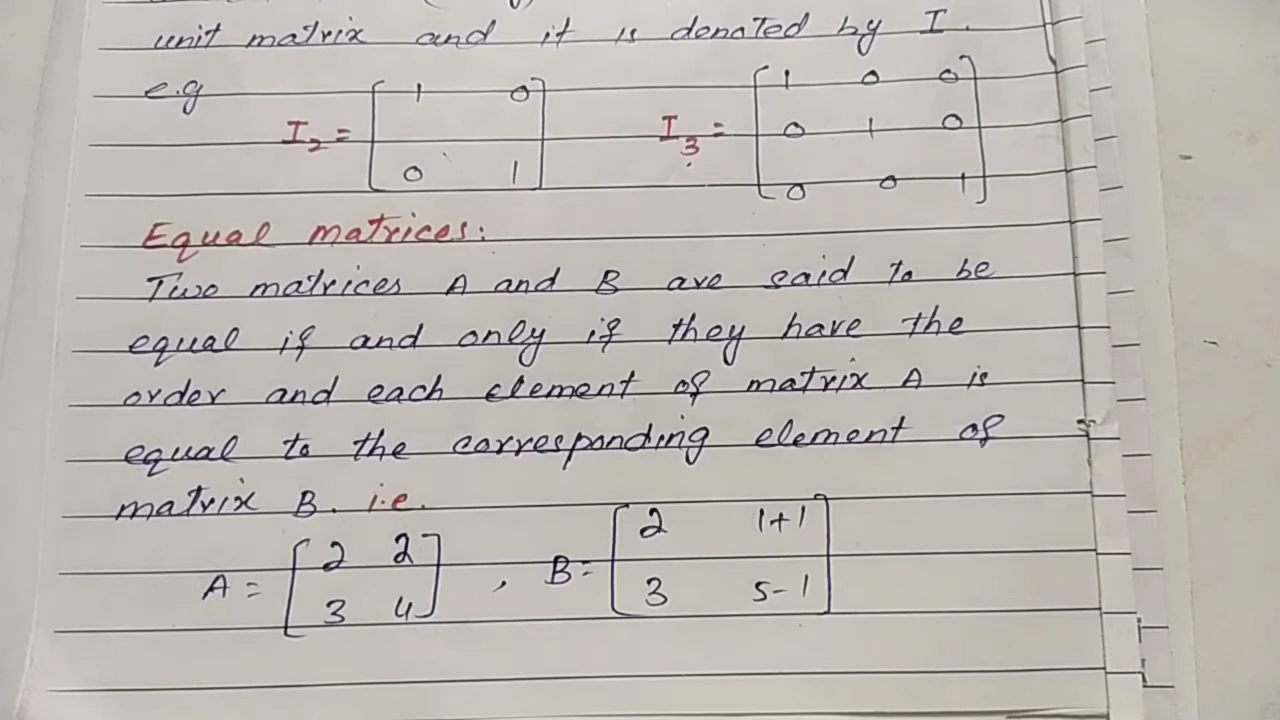 unit matrix and it is denoted by I.
e.g
I₂ = [1 0
0 1]
I₃ = [1 0 0
0 1 0
0 0 1]
Equal matrices:
Two matrices A and B are said to be
equal if and only if they have the
order and each element of matrix A is
equal to the corresponding element of
matrix B. i.e.
A = [2 2
3 4] , B = [2 1+1
3 5-1]